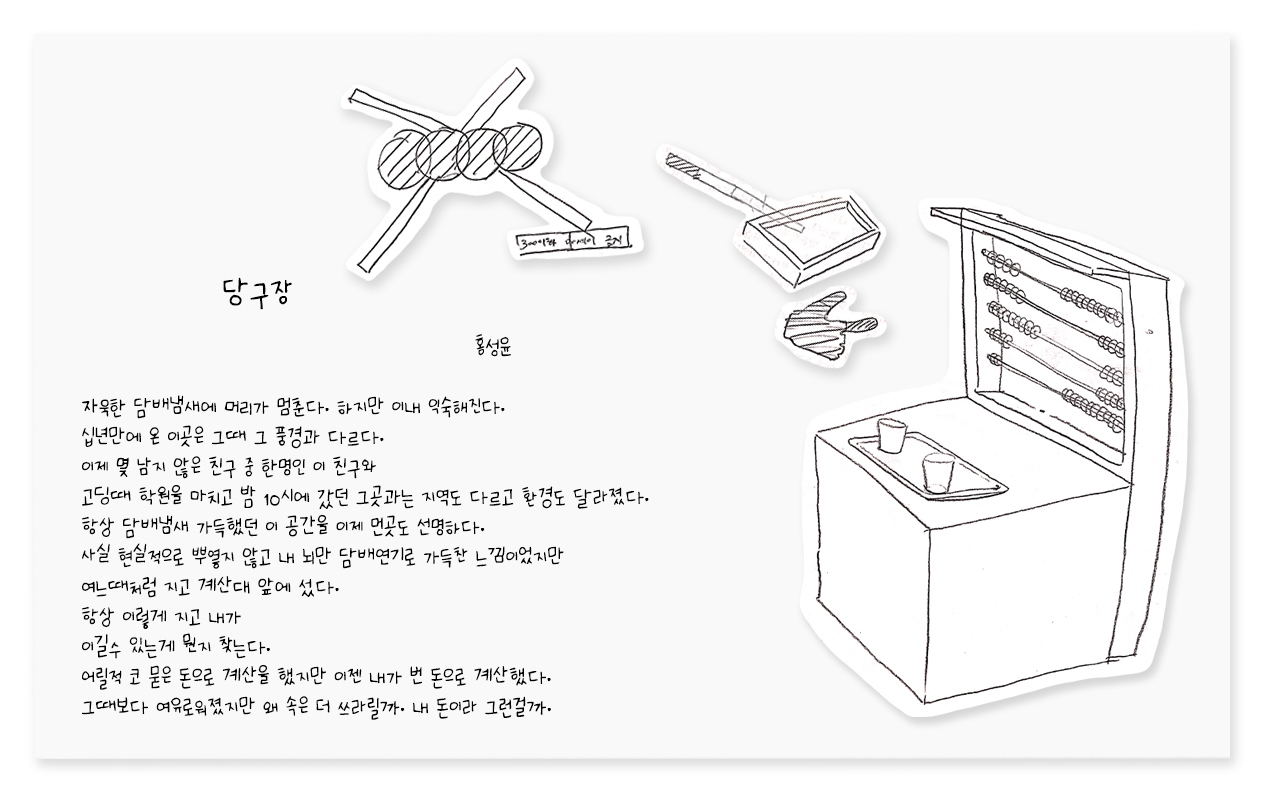 300이하 맛세이 금지
당구장
홍성윤
자욱한 담배냄새에 머리가 멈춘다. 하지만 이내 익숙해진다.
십년만에 온 이곳은 그때 그 풍경과 다르다.
이제 몇 남지 않은 친구 중 한명인 이 친구와
고딩때 학원을 마치고 밤 10시에 갔던 그곳과는 지역도 다르고 환경도 달라졌다.
항상 담배냄새 가득했던 이 공간을 이제 먼곳도 선명하다.
사실 현실적으로 뿌옇지 않고 내 뇌만 담배연기로 가득찬 느낌이었지만
여느때처럼 지고 계산대 앞에 섰다.
항상 이렇게 지고 내가
이길수 있는게 뭔지 찾는다.
어릴적 코 묻은 돈으로 계산을 했지만 이젠 내가 번 돈으로 계산했다.
그때보다 여유로워졌지만 왜 속은 더 쓰라릴까. 내 돈이라 그런걸까.